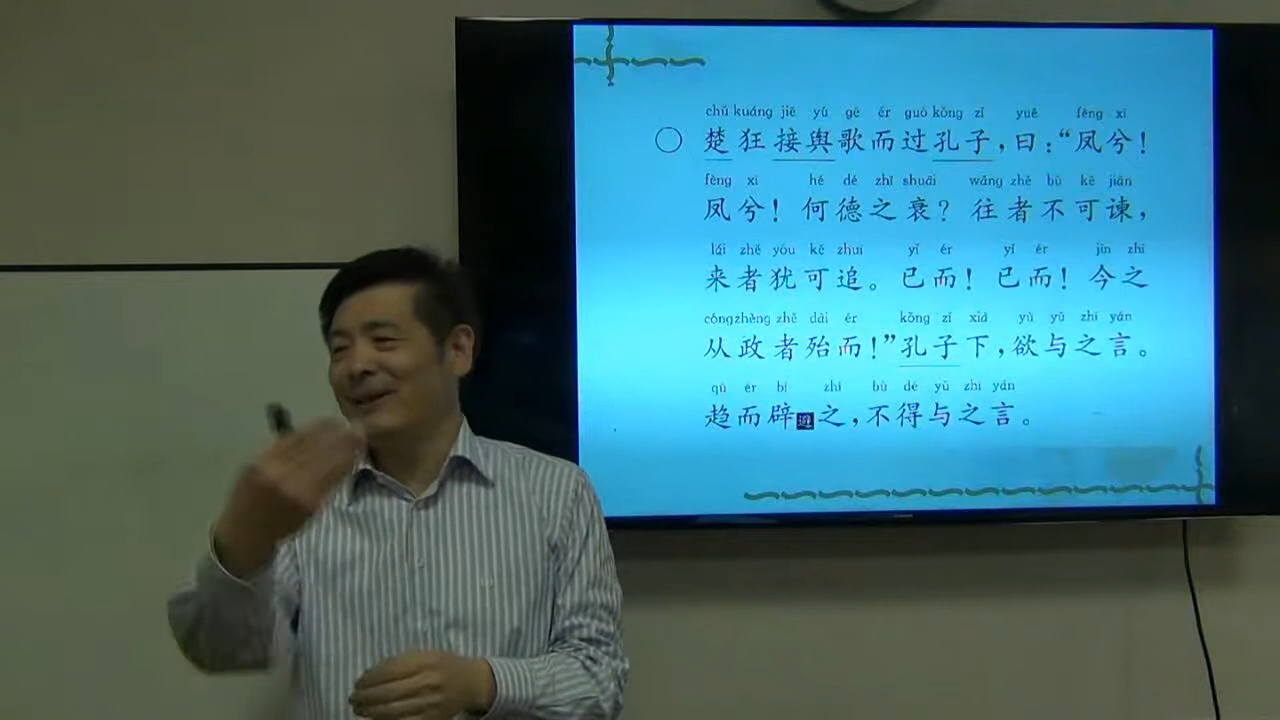 chǔ kuáng jiē yú gē ér guò kǒng zǐ yuē fèng xī
○ 楚狂接舆歌而过孔子，曰：“凤兮！
fèng xī hé dé zhī shuāi wǎng zhě bù kě jiàn
凤兮！何德之衰？往者不可谏，
lái zhě yóu kě zhuī yǐ ér yǐ ér jīn zhī
来者犹可追。已而！已而！今之
cóng zhèng zhě dài ér kǒng zǐ xià yù yǔ zhī yán
从政者殆而！”孔子下，欲与之言。
qū ér bì zhī bù dé yǔ zhī yán
趋而辟避之，不得与之言。